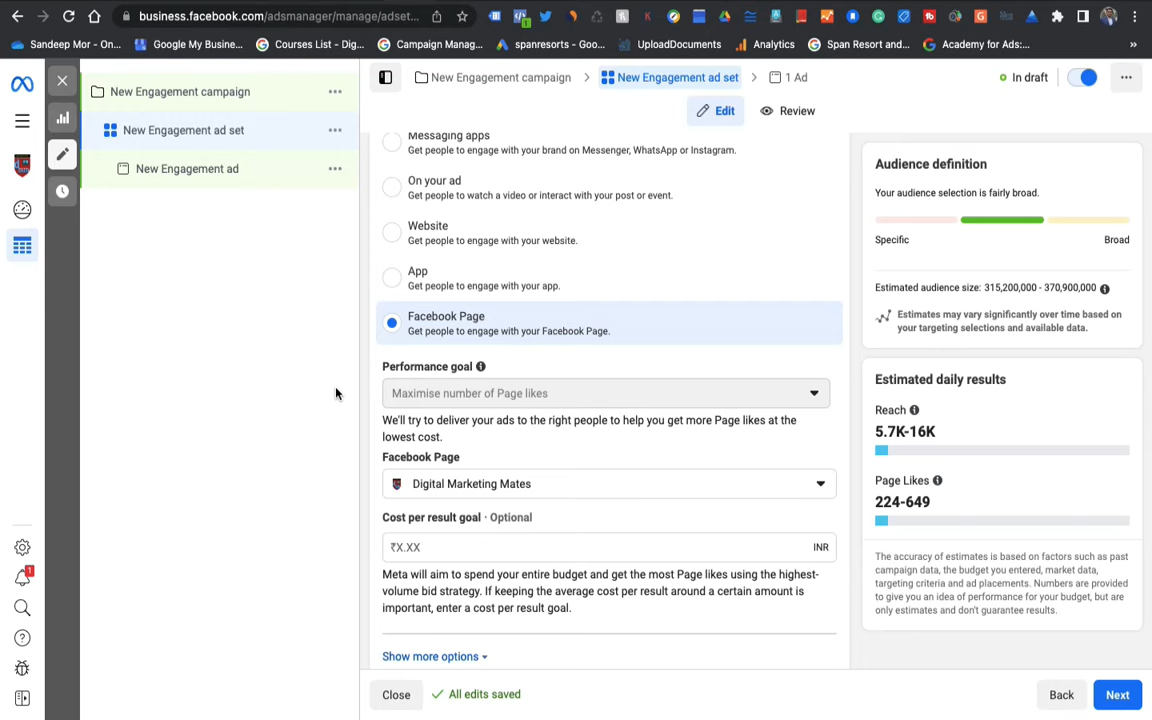 business.facebook.com/adsmanager/manage/adset...
Sandeep Mor - On...
Google My Busine...
Courses List - Dig...
Campaign Manag...
spanresorts - Goo...
UploadDocuments
Analytics
Span Resort and...
Academy for Ads:...
»
New Engagement campaign
New Engagement ad set
New Engagement ad
New Engagement campaign
New Engagement ad set
1 Ad
In draft
Edit
Review
Messaging apps
Get people to engage with your brand on Messenger, WhatsApp or Instagram.
On your ad
Get people to watch a video or interact with your post or event.
Website
Get people to engage with your website.
App
Get people to engage with your app.
Facebook Page
Get people to engage with your Facebook Page.
Performance goal
Maximise number of Page likes
We'll try to deliver your ads to the right people to help you get more Page likes at the
lowest cost.
Facebook Page
Digital Marketing Mates
Cost per result goal · Optional
₹X.XX
INR
Meta will aim to spend your entire budget and get the most Page likes using the highest-
volume bid strategy. If keeping the average cost per result around a certain amount is
important, enter a cost per result goal.
Show more options
Close
All edits saved
Back
Next
Audience definition
Your audience selection is fairly broad.
Specific
Broad
Estimated audience size: 315,200,000 - 370,900,000
Estimates may vary significantly over time based on
your targeting selections and available data.
Estimated daily results
Reach
5.7K-16K
Page Likes
224-649
The accuracy of estimates is based on factors such as past
campaign data, the budget you entered, market data,
targeting criteria and ad placements. Numbers are provided
to give you an idea of performance for your budget, but are
only estimates and don't guarantee results.
1